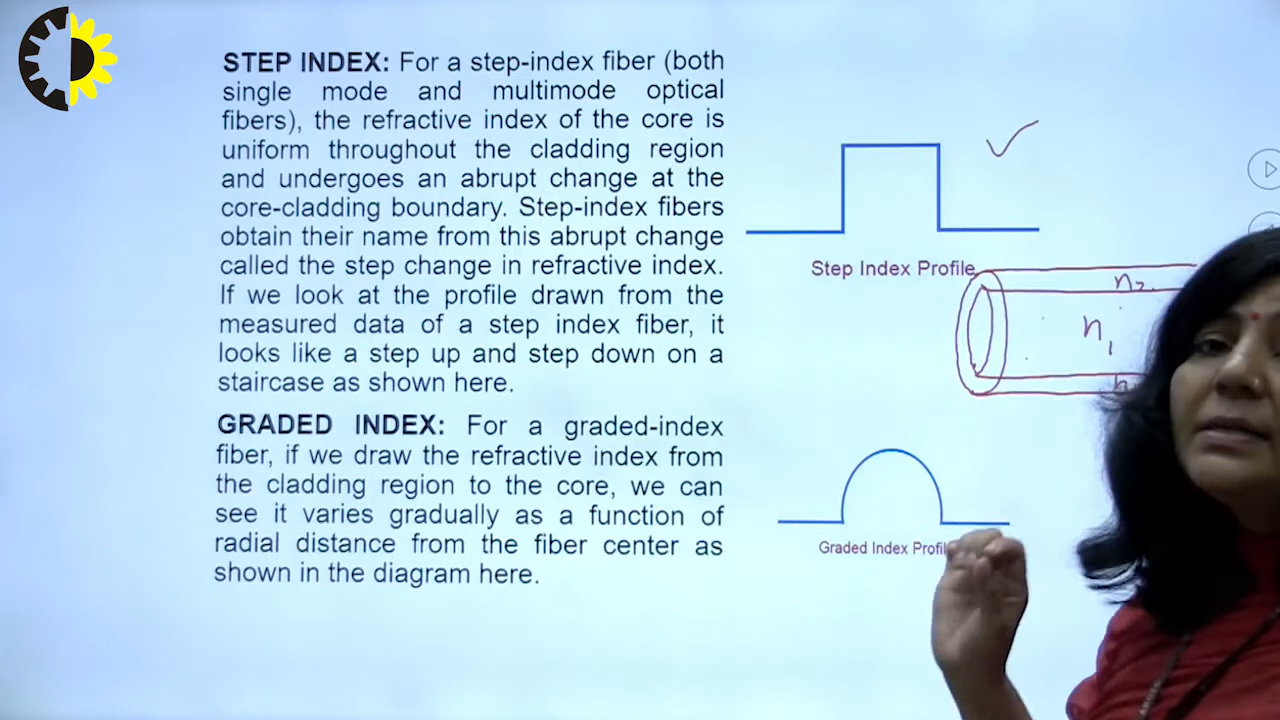 STEP INDEX: For a step-index fiber (both
single mode and multimode optical
fibers), the refractive index of the core is
uniform throughout the cladding region
and undergoes an abrupt change at the
core-cladding boundary. Step-index fibers
obtain their name from this abrupt change
called the step change in refractive index.
If we look at the profile drawn from the
measured data of a step index fiber, it
looks like a step up and step down on a
staircase as shown here.
GRADED INDEX: For a graded-index
fiber, if we draw the refractive index from
the cladding region to the core, we can
see it varies gradually as a function of
radial distance from the fiber center as
shown in the diagram here.
Step Index Profile
n₂
n₁
Graded Index